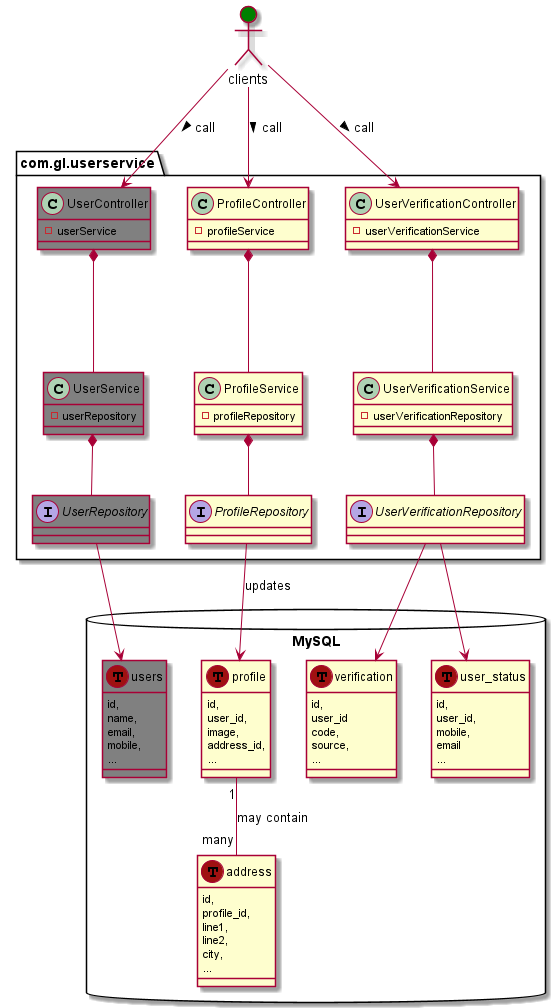 clients
call
call
call
com.gl.userservice
C UserController
userService
C ProfileController
profileService
C UserVerificationController
userVerificationService
C UserService
userRepository
C ProfileService
profileRepository
C UserVerificationService
userVerificationRepository
I UserRepository
I ProfileRepository
I UserVerificationRepository
updates
MySQL
T users
id,
name,
email,
mobile,
...
T profile
id,
user_id,
image,
address_id,
...
T verification
id,
user_id
code,
source,
...
T user_status
id,
user_id,
mobile,
email
...
1
may contain
many
T address
id,
profile_id,
line1,
line2,
city,
...